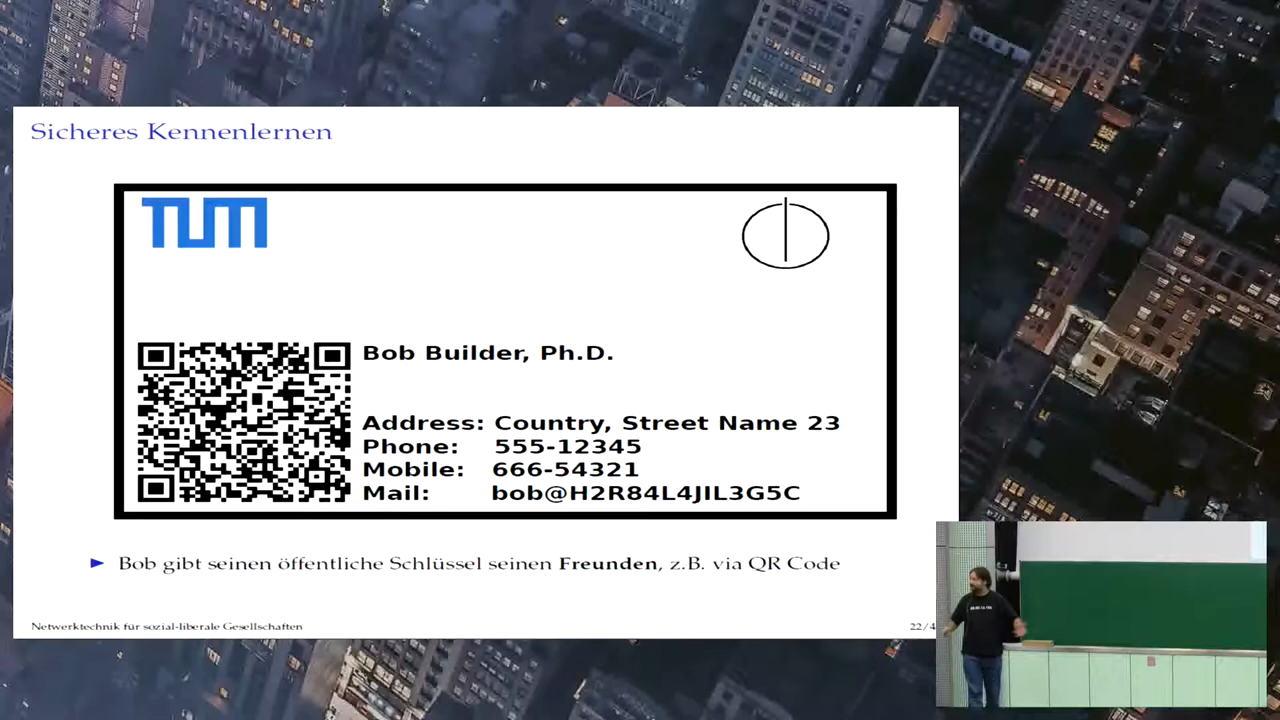 Sicheres Kennenlernen
TUM
Bob Builder, Ph.D.
Address: Country, Street Name 23
Phone: 555-12345
Mobile: 666-54321
Mail: bob@H2R84L4JIL3G5C
Bob gibt seinen öffentliche Schlüssel seinen Freunden, z.B. via QR Code
Netwerktechnik für sozial-liberale Gesellschaften
22/4